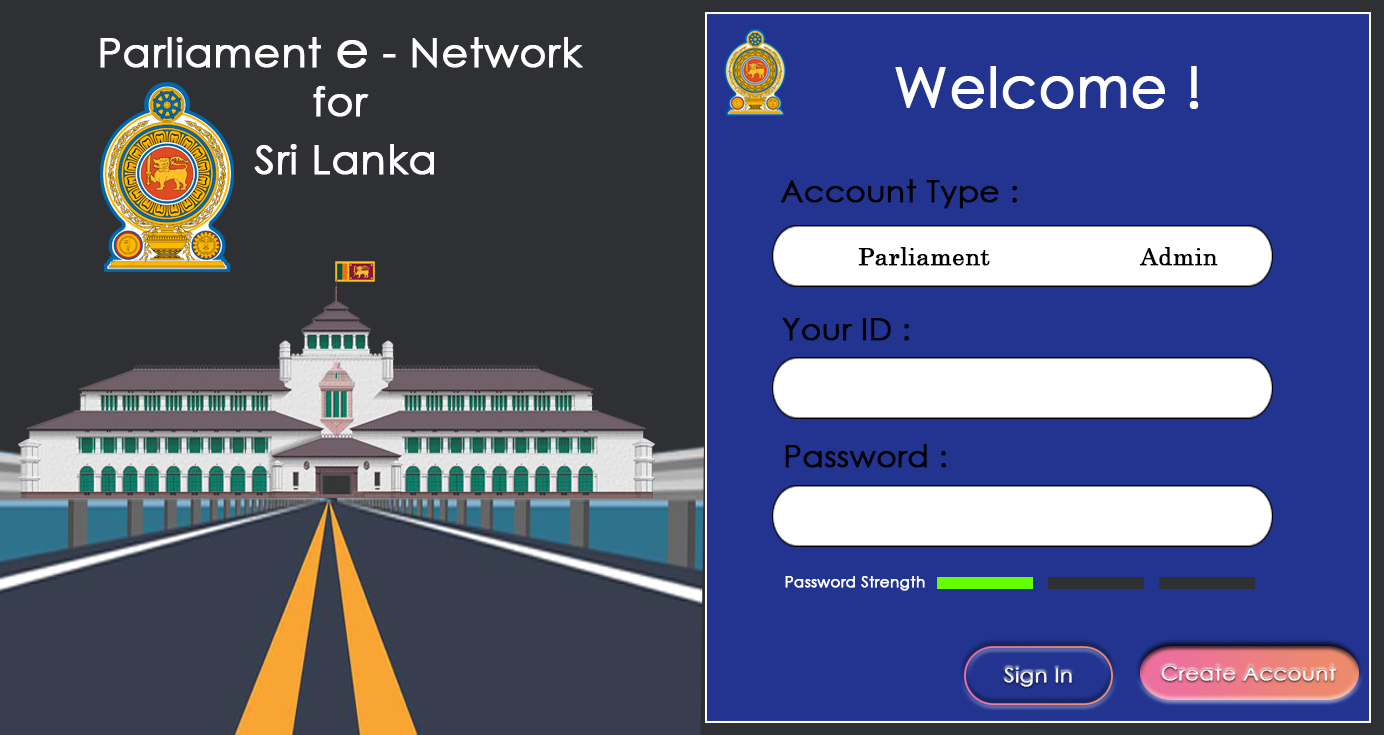 Parliament e - Network
for
Sri Lanka
Welcome !
Account Type :
Parliament Admin
Your ID :
Password :
Password Strength
Sign In Create Account